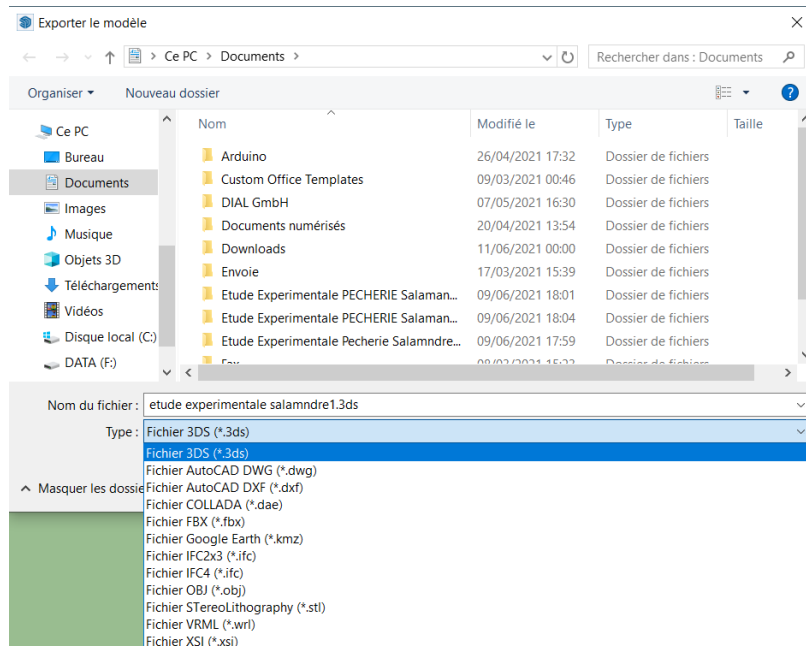 Exporter le modèle
Ce PC > Documents >
Rechercher dans : Documents
Organiser
Nouveau dossier
Nom Modifié le Type Taille
Ce PC
Bureau
Documents
Images
Musique
Objets 3D
Téléchargements
Vidéos
Disque local (C:)
DATA (F:)
Arduino 26/04/2021 17:32 Dossier de fichiers
Custom Office Templates 09/03/2021 00:46 Dossier de fichiers
DIAL GmbH 07/05/2021 16:30 Dossier de fichiers
Documents numérisés 20/04/2021 13:54 Dossier de fichiers
Downloads 11/06/2021 00:00 Dossier de fichiers
Envoie 17/03/2021 15:39 Dossier de fichiers
Etude Experimentale PECHERIE Salaman... 09/06/2021 18:01 Dossier de fichiers
Etude Experimentale PECHERIE Salaman... 09/06/2021 18:04 Dossier de fichiers
Etude Experimentale Pecherie Salamndre... 09/06/2021 17:59 Dossier de fichiers
Dossier de fichiers
Nom du fichier : etude experimentale salamndre1.3ds
Type : Fichier 3DS (*.3ds)
Fichier 3DS (*.3ds)
Fichier AutoCAD DWG (*.dwg)
Masquer les dossie
Fichier AutoCAD DXF (*.dxf)
Fichier COLLADA (*.dae)
Fichier FBX (*.fbx)
Fichier Google Earth (*.kmz)
Fichier IFC2x3 (*.ifc)
Fichier IFC4 (*.ifc)
Fichier OBJ (*.obj)
Fichier STereoLithography (*.stl)
Fichier VRML (*.wrl)
Fichier XSI (*.xsi)